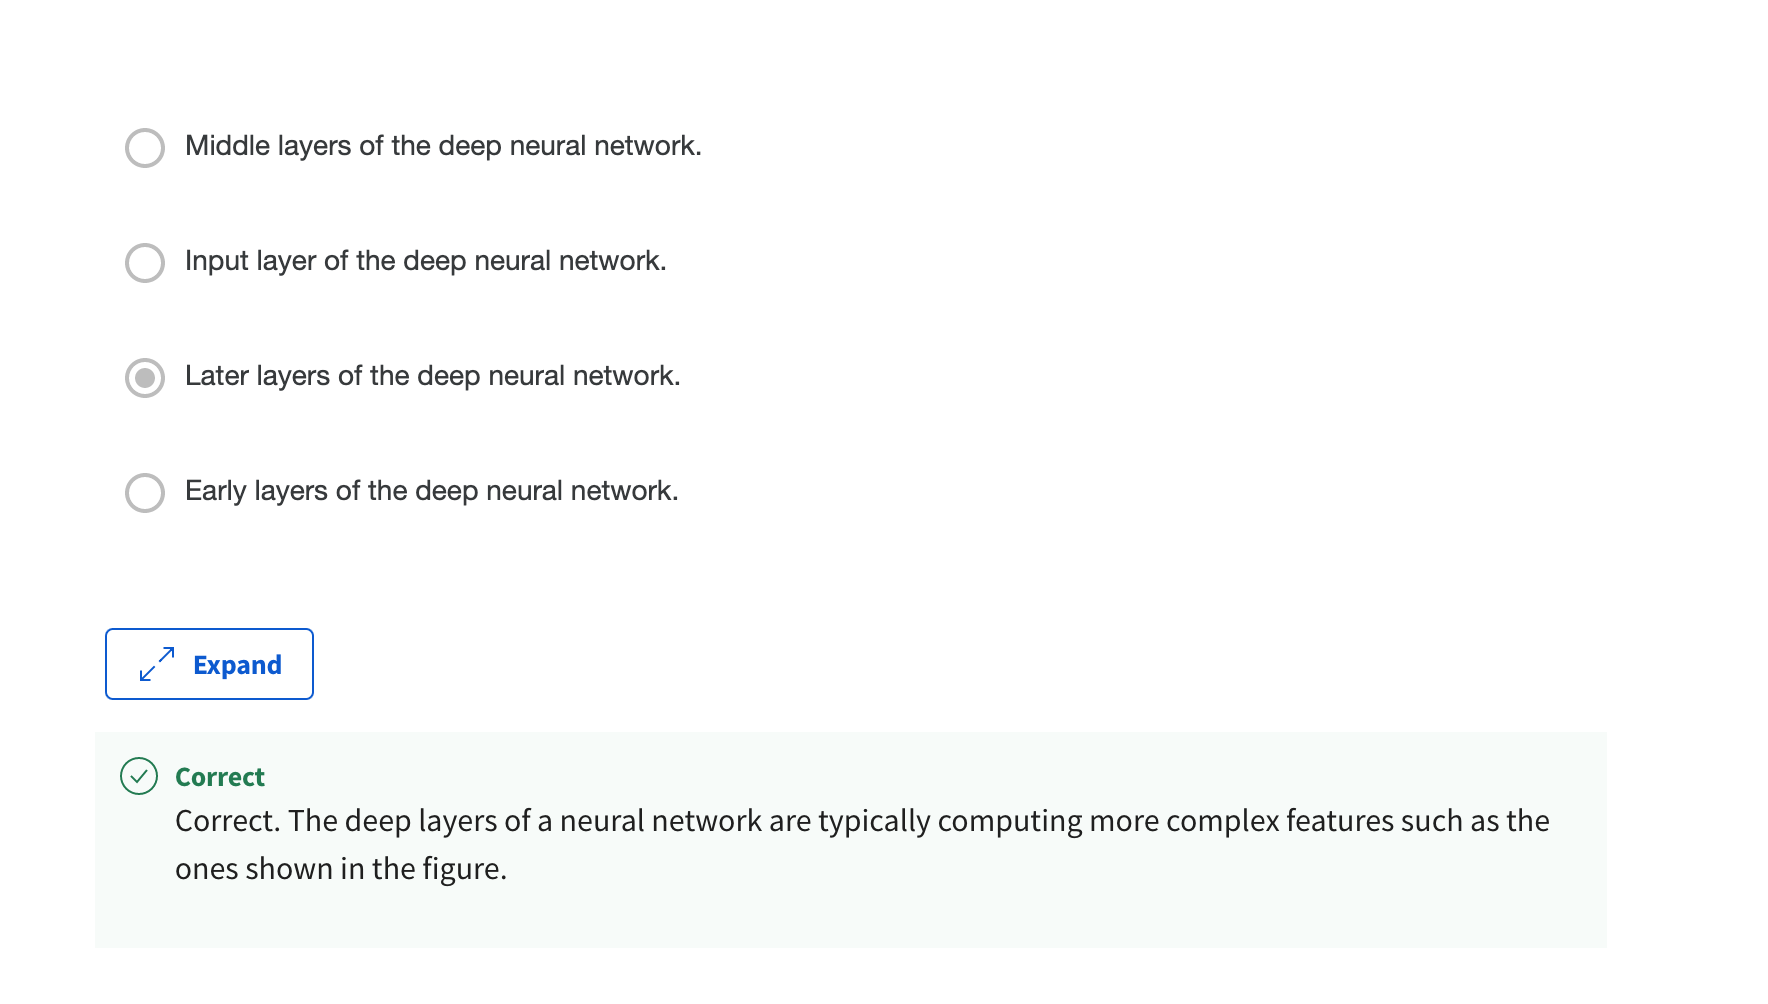 Middle layers of the deep neural network.
Input layer of the deep neural network.
Later layers of the deep neural network.
Early layers of the deep neural network.
Expand
Correct
Correct. The deep layers of a neural network are typically computing more complex features such as the
ones shown in the figure.